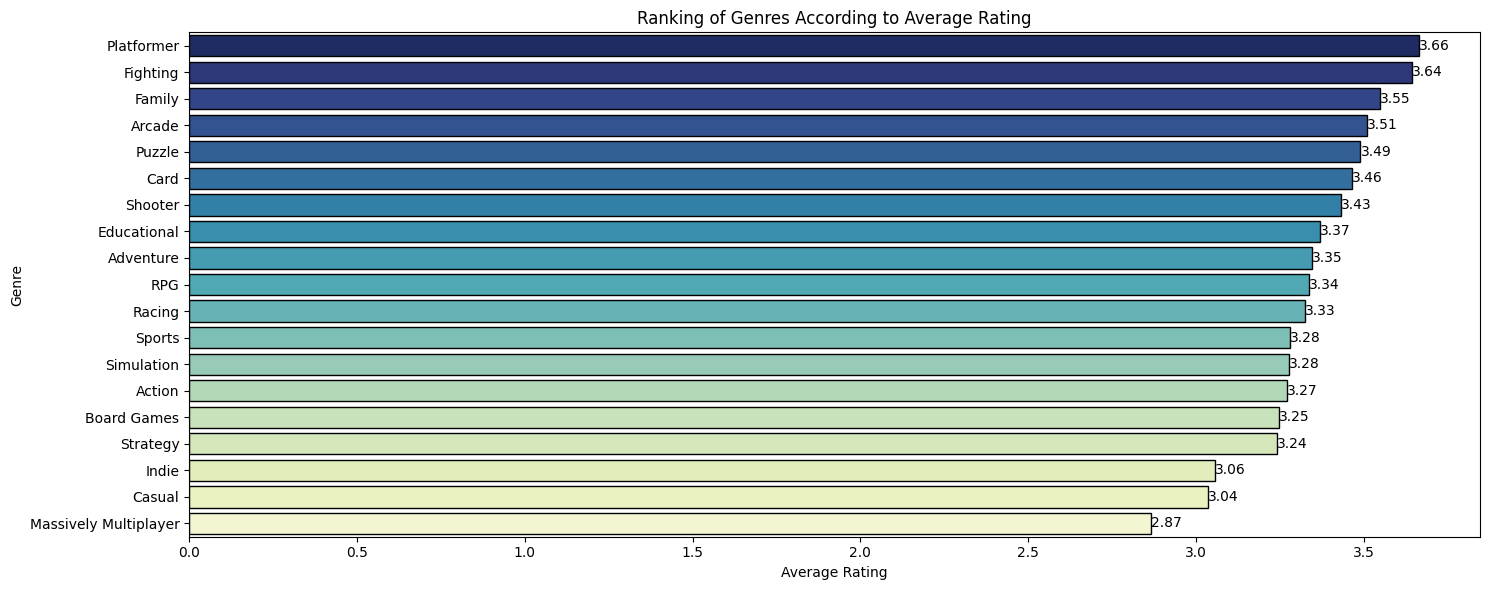 Ranking of Genres According to Average Rating
Genre
Platformer 3.66
Fighting 3.64
Family 3.55
Arcade 3.51
Puzzle 3.49
Card 3.46
Shooter 3.43
Educational 3.37
Adventure 3.35
RPG 3.34
Racing 3.33
Sports 3.28
Simulation 3.28
Action 3.27
Board Games 3.25
Strategy 3.24
Indie 3.06
Casual 3.04
Massively Multiplayer 2.87
0.0 0.5 1.0 1.5 2.0 2.5 3.0 3.5
Average Rating